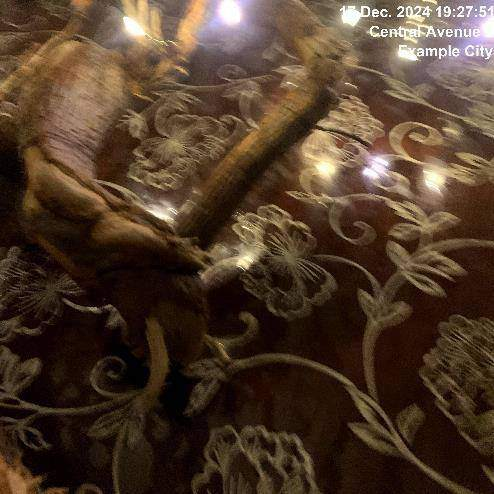 17 Dec. 2024 19:27:51
Central Avenue
Example City